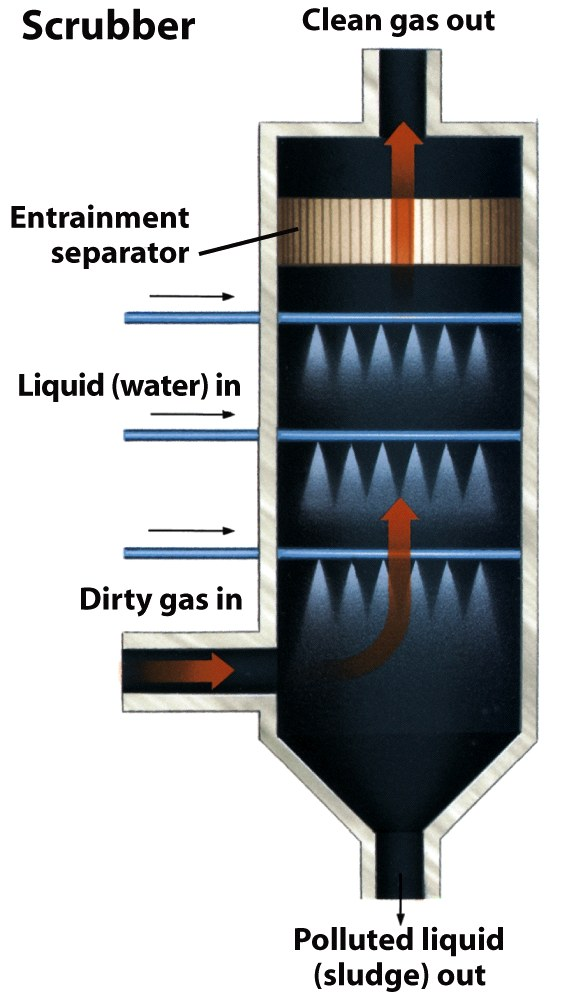 Scrubber
Clean gas out
Entrainment
separator
Liquid (water) in
Dirty gas in
Polluted liquid
(sludge) out